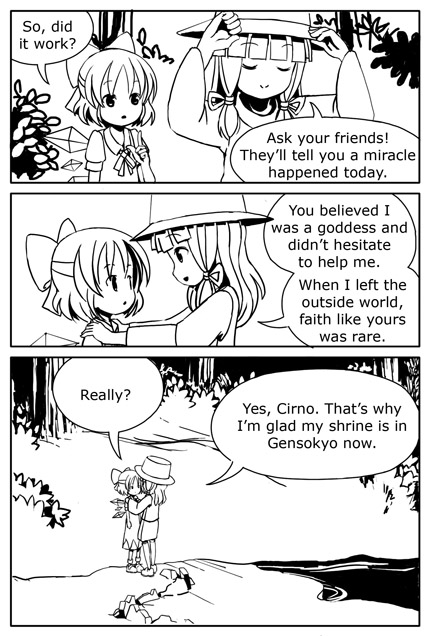 So, did
it work?
Ask your friends!
They'll tell you a miracle
happened today.
You believed I
was a goddess and
didn't hesitate
to help me.
When I left the
outside world,
faith like yours
was rare.
Really?
Yes, Cirno. That's why
I'm glad my shrine is in
Gensokyo now.